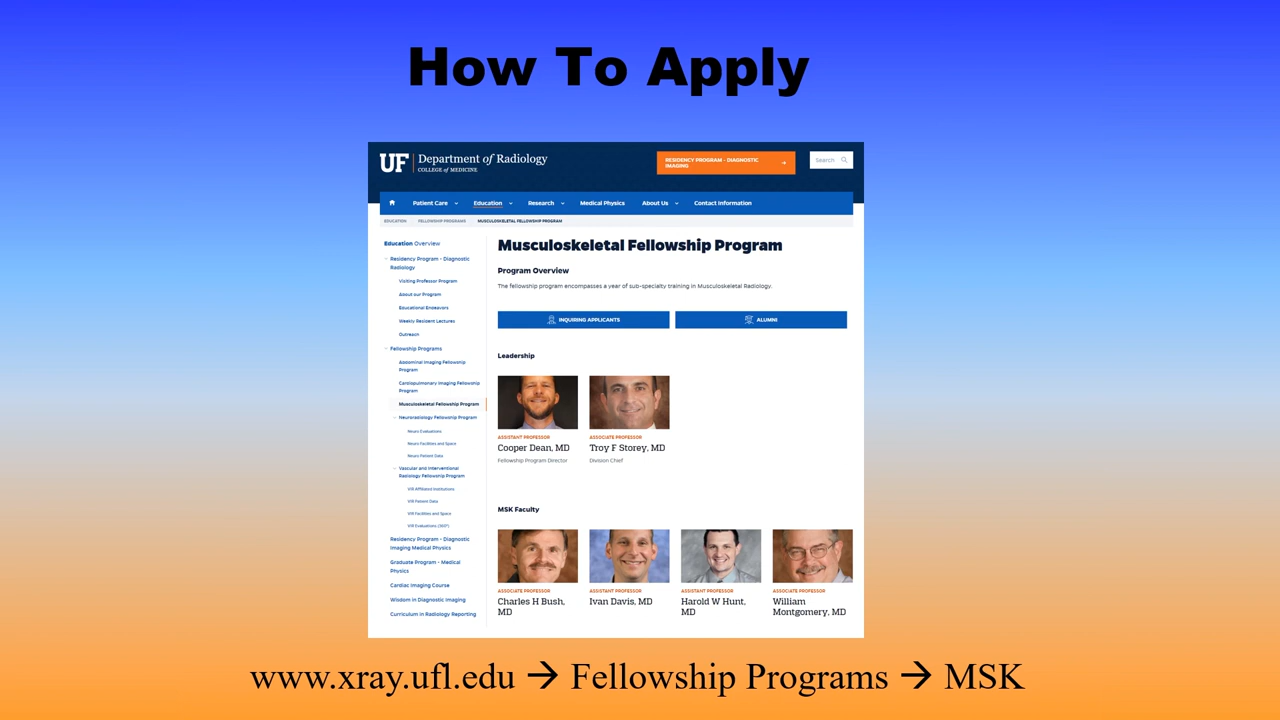 How To Apply
UF Department of Radiology
COLLEGE of MEDICINE
RESIDENCY PROGRAM - DIAGNOSTIC
IMAGING
Search
Patient Care
Education
Research
Medical Physics
About Us
Contact Information
EDUCATION
FELLOWSHIP PROGRAMS
MUSCULOSKELETAL FELLOWSHIP PROGRAM
Education Overview
Residency Program - Diagnostic
Radiology
Visiting Professor Program
About our Program
Educational Endeavors
Weekly Resident Lectures
Outreach
Fellowship Programs
Abdominal Imaging Fellowship
Program
Cardiopulmonary Imaging Fellowship
Program
Musculoskeletal Fellowship Program
Neuroradiology Fellowship Program
Neuro Evaluations
Neuro Facilities and Space
Neuro Patient Data
Vascular and Interventional
Radiology Fellowship Program
VIR Affiliated Institutions
VIR Patient Data
VIR Facilities and Space
VIR Evaluations (360°)
Residency Program - Diagnostic
Imaging Medical Physics
Graduate Program - Medical
Physics
Cardiac Imaging Course
Wisdom in Diagnostic Imaging
Curriculum in Radiology Reporting
Musculoskeletal Fellowship Program
Program Overview
The fellowship program encompasses a year of sub-specialty training in Musculoskeletal Radiology.
INQUIRING APPLICANTS
ALUMNI
Leadership
ASSISTANT PROFESSOR
Cooper Dean, MD
Fellowship Program Director
ASSOCIATE PROFESSOR
Troy F Storey, MD
Division Chief
MSK Faculty
ASSOCIATE PROFESSOR
Charles H Bush,
MD
ASSISTANT PROFESSOR
Ivan Davis, MD
ASSISTANT PROFESSOR
Harold W Hunt,
MD
ASSOCIATE PROFESSOR
William
Montgomery, MD
www.xray.ufl.edu → Fellowship Programs → MSK